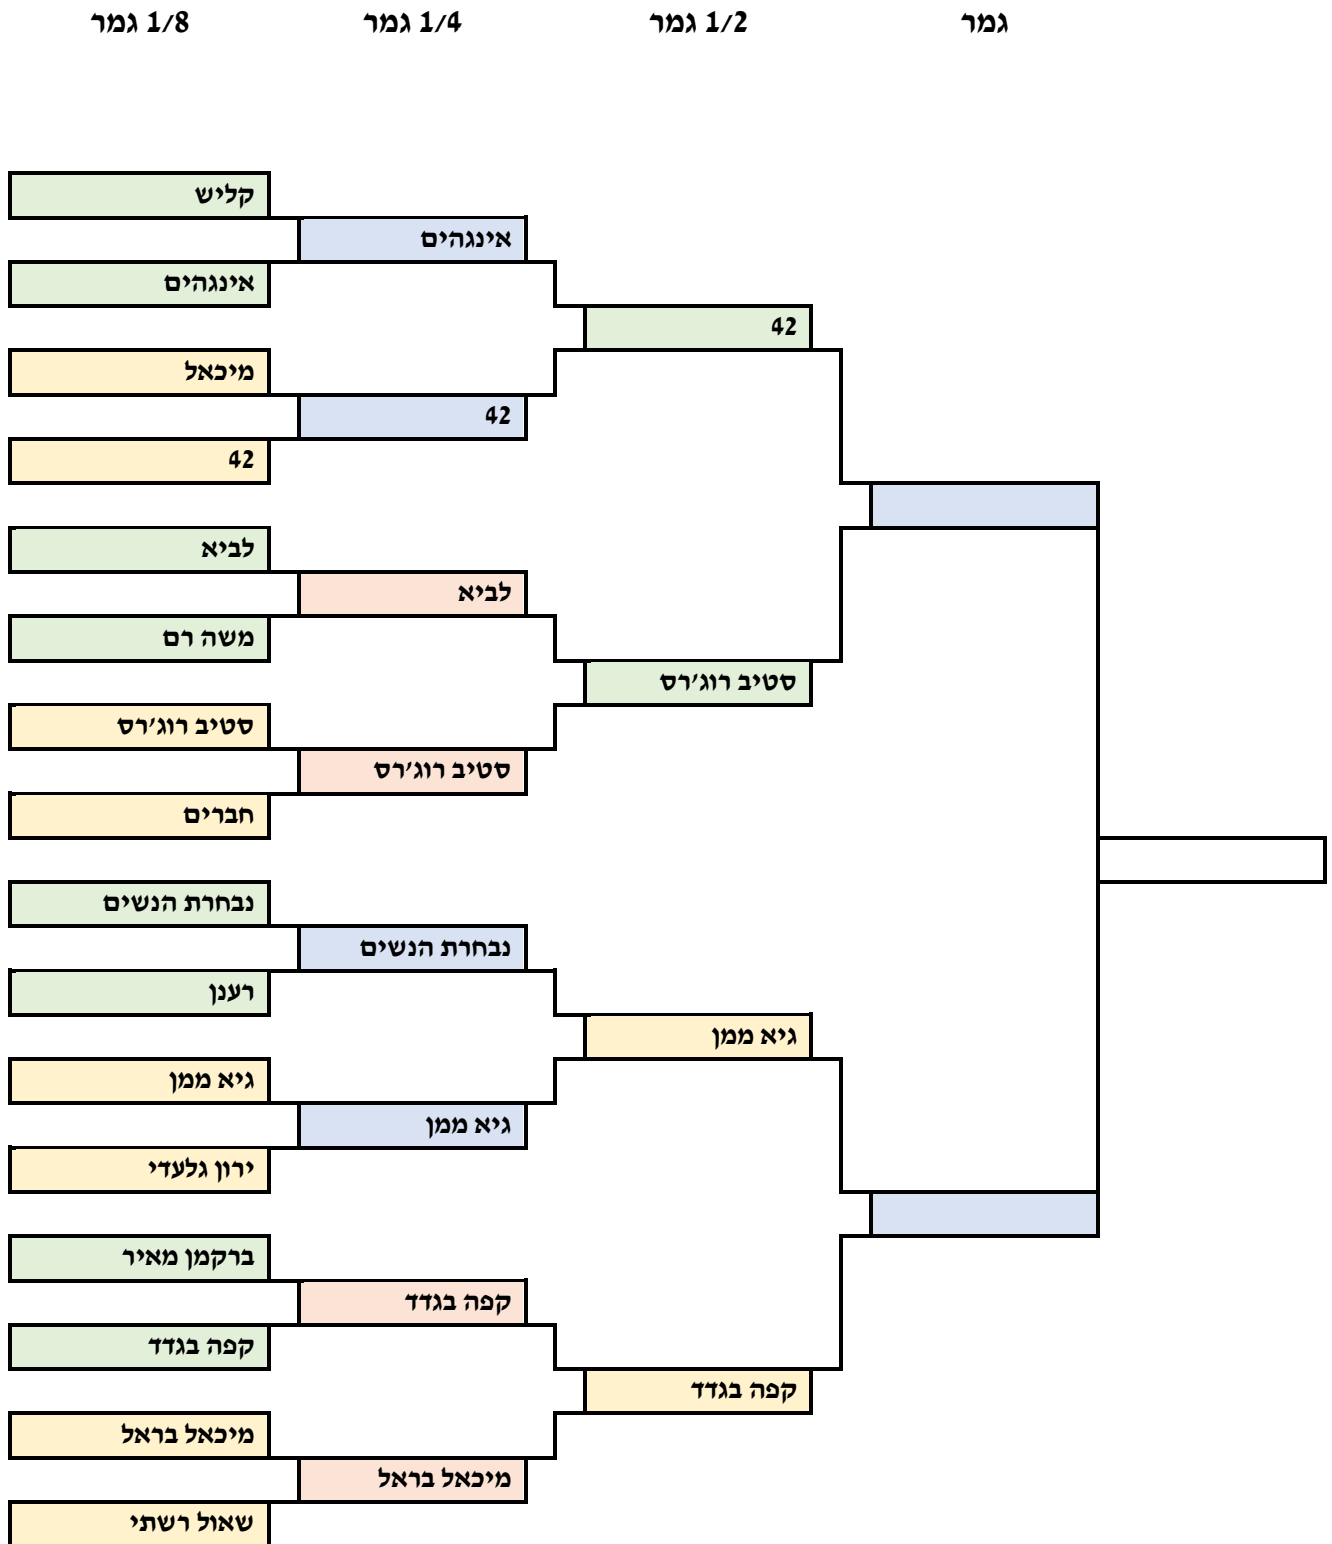 1/8 גמר
1/4 גמר
1/2 גמר
גמר
קליש
אינגהים
אינגהים
42
מיכאל
42
42
לביא
לביא
משה רם
סטיב רוג'רס
סטיב רוג'רס
סטיב רוג'רס
חברים
נבחרת הנשים
נבחרת הנשים
רענן
גיא ממן
גיא ממן
גיא ממן
ירון גלעדי
ברקמן מאיר
קפה בגדד
קפה בגדד
קפה בגדד
מיכאל בראל
מיכאל בראל
שאול רשתי